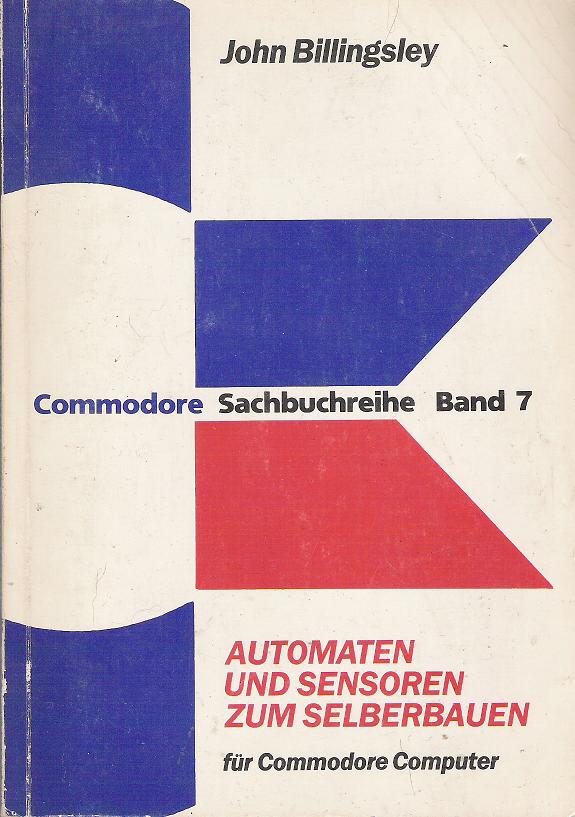 John Billingsley
Commodore Sachbuchreihe Band 7
AUTOMATEN
UND SENSOREN
ZUM SELBERBAUEN
für Commodore Computer